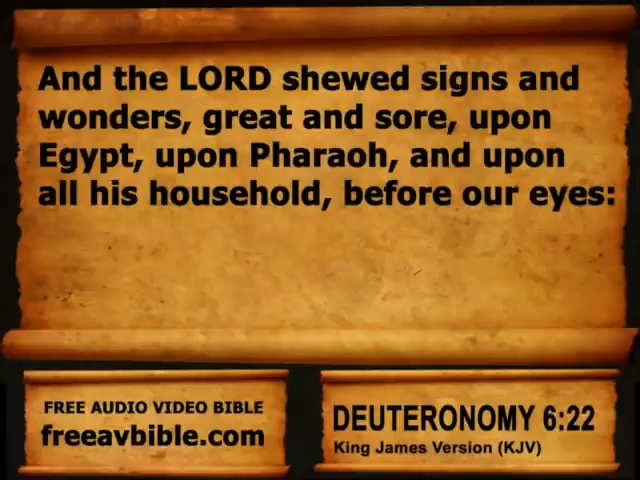 And the LORD shewed signs and
wonders, great and sore, upon
Egypt, upon Pharaoh, and upon
all his household, before our eyes:
FREE AUDIO VIDEO BIBLE
freeavbible.com
DEUTERONOMY 6:22
King James Version (KJV)